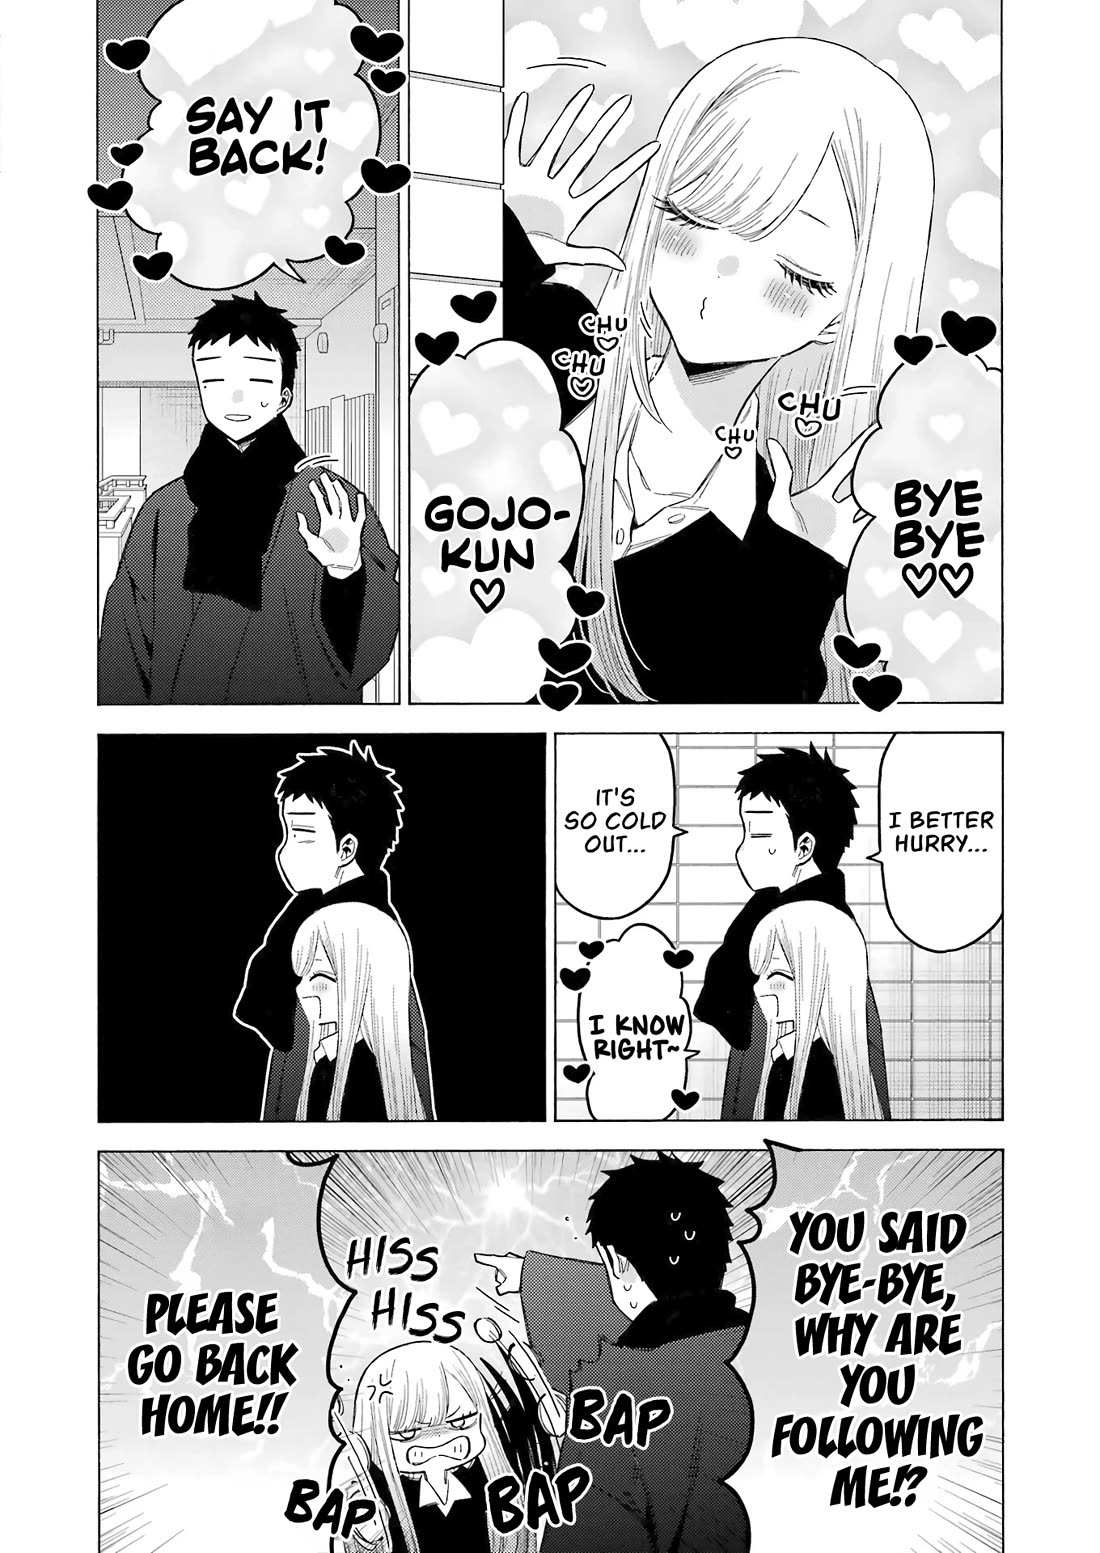 BYE
BYE
♡♡
CHU
♡
CHU
♡
CHU
♡
CHU
♡
GOJO-
KUN
♡
SAY IT
BACK!
I BETTER
HURRY...
IT'S
SO COLD
OUT...
I KNOW
RIGHT~
YOU SAID
BYE-BYE,
WHY ARE
YOU
FOLLOWING
ME!?
HISS
HISS
BAP
BAP
BAP
PLEASE
GO BACK
HOME!!